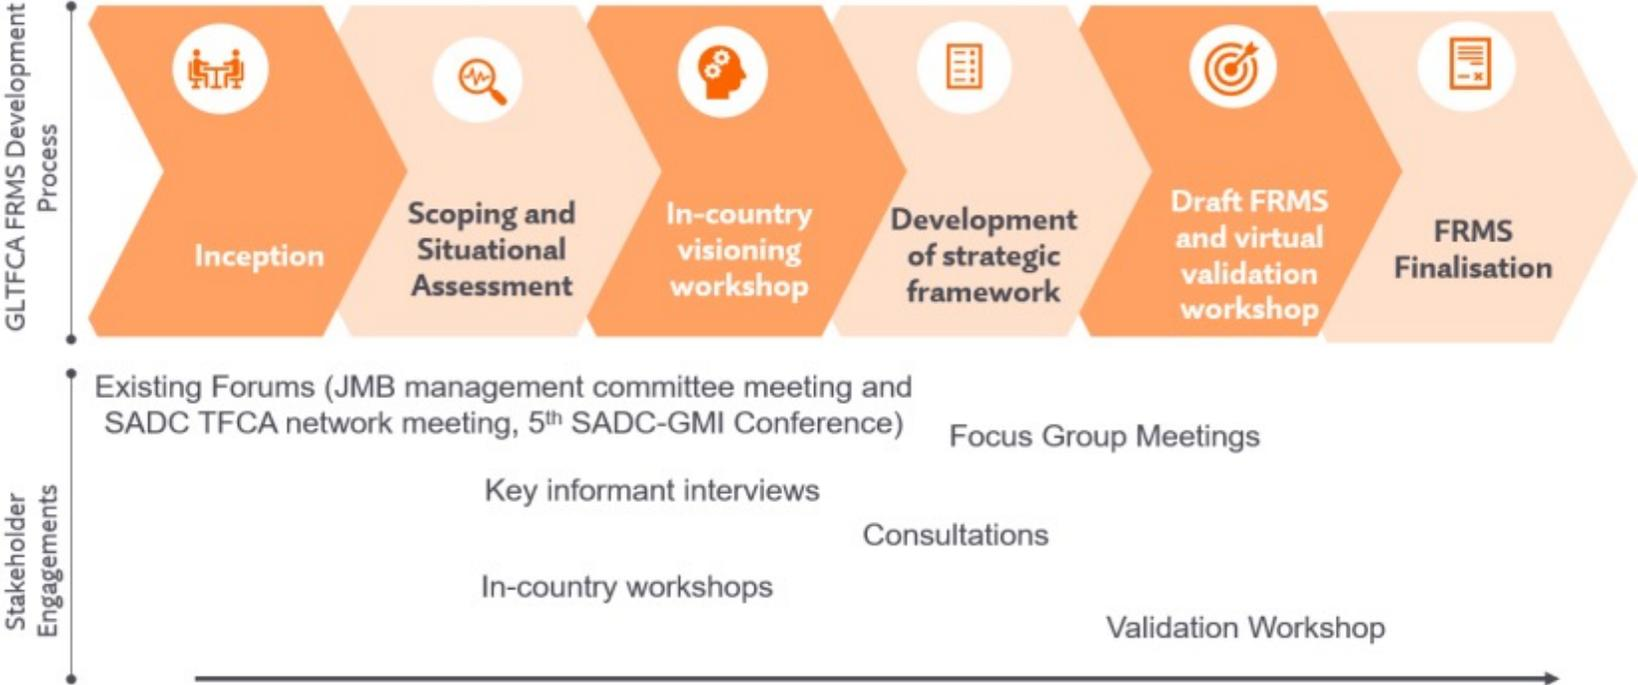 GLTFCA FRMS Development
Process
Inception
Scoping and
Situational
Assessment
In-country
visioning
workshop
Development
of strategic
framework
Draft FRMS
and virtual
validation
workshop
FRMS
Finalisation
Stakeholder
Engagements
Existing Forums (JMB management committee meeting and
SADC TFCA network meeting, 5th SADC-GMI Conference)
Focus Group Meetings
Key informant interviews
Consultations
In-country workshops
Validation Workshop